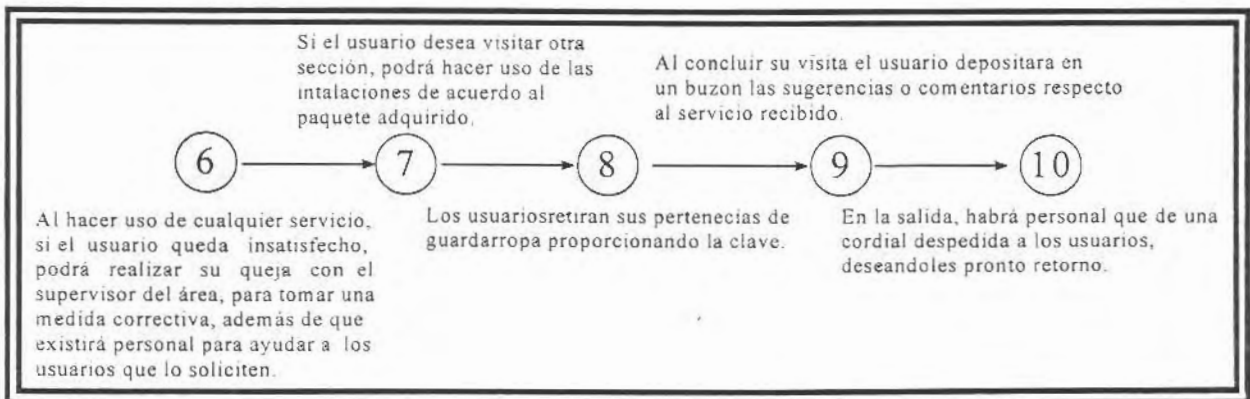 Si el usuario desea visitar otra
sección, podrá hacer uso de las
intalaciones de acuerdo al
paquete adquirido.
Al concluir su visita el usuario depositara en
un buzon las sugerencias o comentarios respecto
al servicio recibido.
6
7
8
9
10
Al hacer uso de cualquier servicio,
si el usuario queda insatisfecho,
podrá realizar su queja con el
supervisor del área, para tomar una
medida correctiva, además de que
existirá personal para ayudar a los
usuarios que lo soliciten.
Los usuariosretiran sus pertenecias de
guardarropa proporcionando la clave.
En la salida, habrá personal que de una
cordial despedida a los usuarios,
deseandoles pronto retorno.